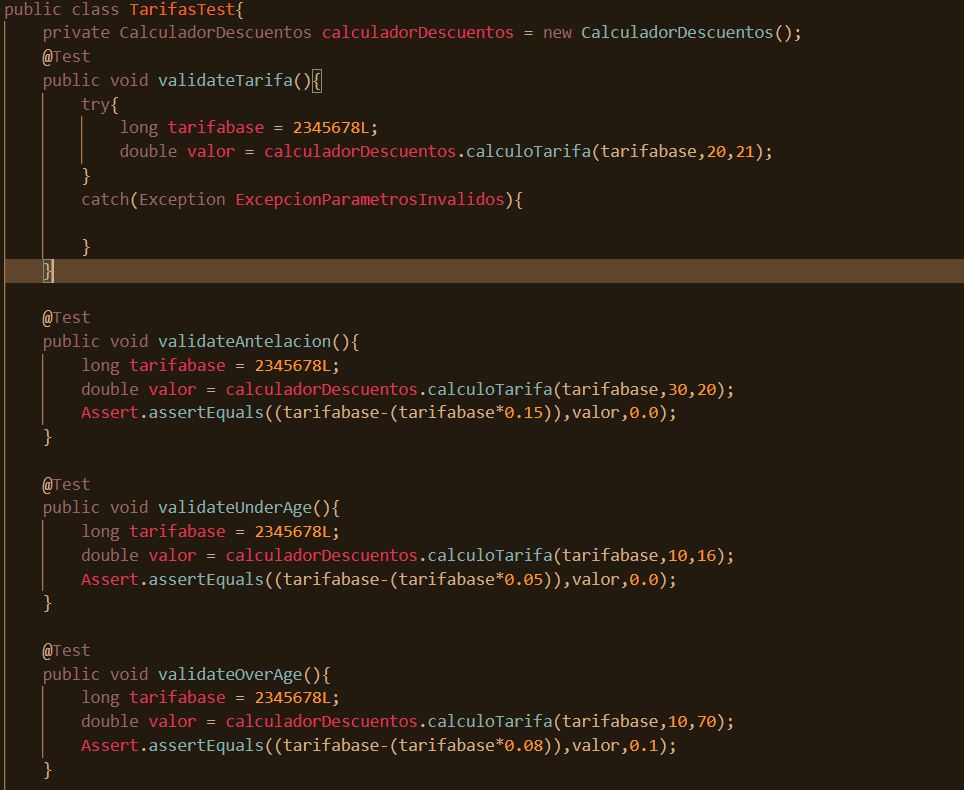 public class TarifasTest{
private CalculadorDescuentos calculadorDescuentos = new CalculadorDescuentos();
@Test
public void validateTarifa(){
try{
long tarifabase = 2345678L;
double valor = calculadorDescuentos.calculoTarifa(tarifabase,20,21);
}
catch(Exception ExcepcionParametrosInvalidos){
}
}
@Test
public void validateAntelacion(){
long tarifabase = 2345678L;
double valor = calculadorDescuentos.calculoTarifa(tarifabase,30,20);
Assert.assertEquals((tarifabase-(tarifabase*0.15)),valor,0.0);
}
@Test
public void validateUnderAge(){
long tarifabase = 2345678L;
double valor = calculadorDescuentos.calculoTarifa(tarifabase,10,16);
Assert.assertEquals((tarifabase-(tarifabase*0.05)),valor,0.0);
}
@Test
public void validateOverAge(){
long tarifabase = 2345678L;
double valor = calculadorDescuentos.calculoTarifa(tarifabase,10,70);
Assert.assertEquals((tarifabase-(tarifabase*0.08)),valor,0.1);
}